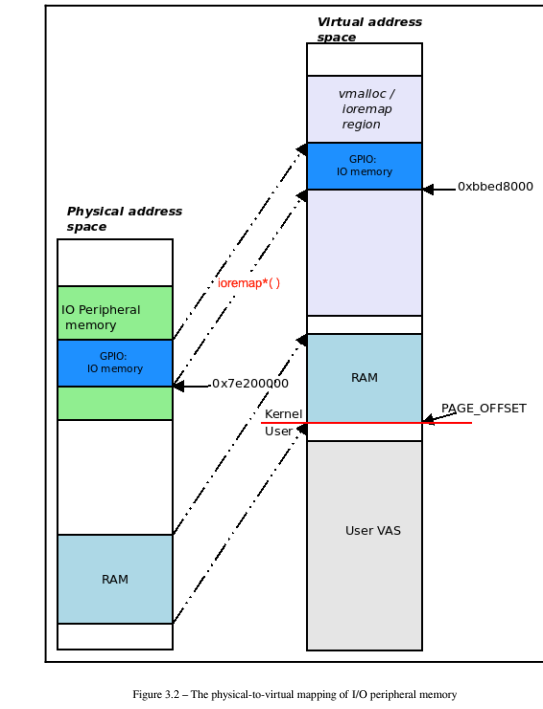 VIrtual address
space
vmalloc /
ioremap
region
GPIO:
IO memory
0xbbed8000
Physical address
space
ioremap*( )
IO Peripheral
memory
GPIO:
IO memory
0x7e200000
RAM
PAGE_OFFSET
Kernel
User
User VAS
RAM
Figure 3.2 – The physical-to-virtual mapping of I/O peripheral memory